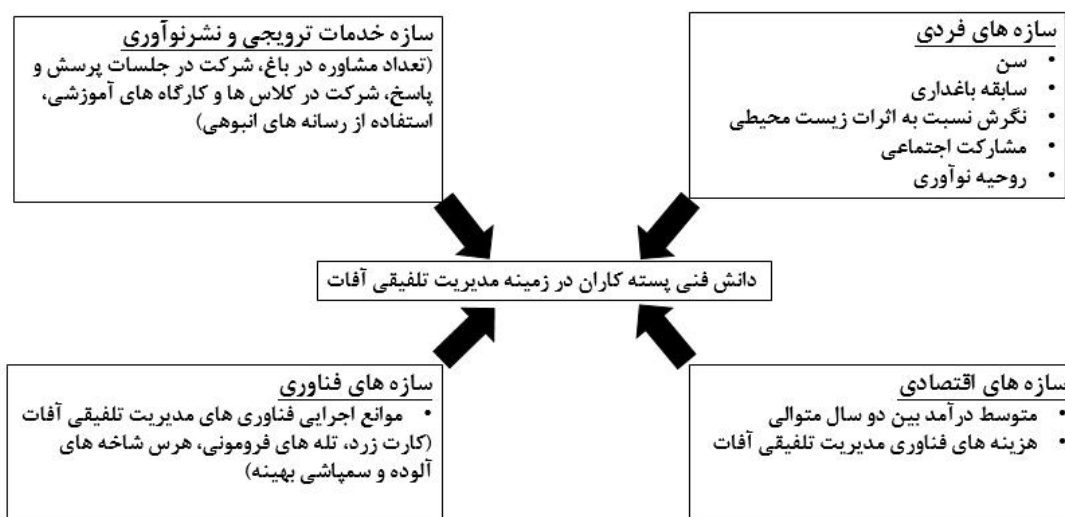 سازه های فردی
• سن
• سابقه باغداری
• نگرش نسبت به اثرات زیست محیطی
• مشارکت اجتماعی
• روحیه نوآوری
سازه خدمات ترویجی و نشرنوآوری
(تعداد مشاوره در باغ، شرکت در جلسات پرسش و
پاسخ، شرکت در کلاس ها و کارگاه های آموزشی،
استفاده از رسانه های انبوهی)
دانش فنی پسته کاران در زمینه مدیریت تلفیقی آفات
سازه های اقتصادی
• متوسط درآمد بین دو سال متوالی
• هزینه های فناوری مدیریت تلفیقی آفات
سازه های فناوری
• موانع اجرایی فناوری های مدیریت تلفیقی آفات
(کارت زرد، تله های فرومونی، هرس شاخه های
آلوده و سمپاشی بهینه)